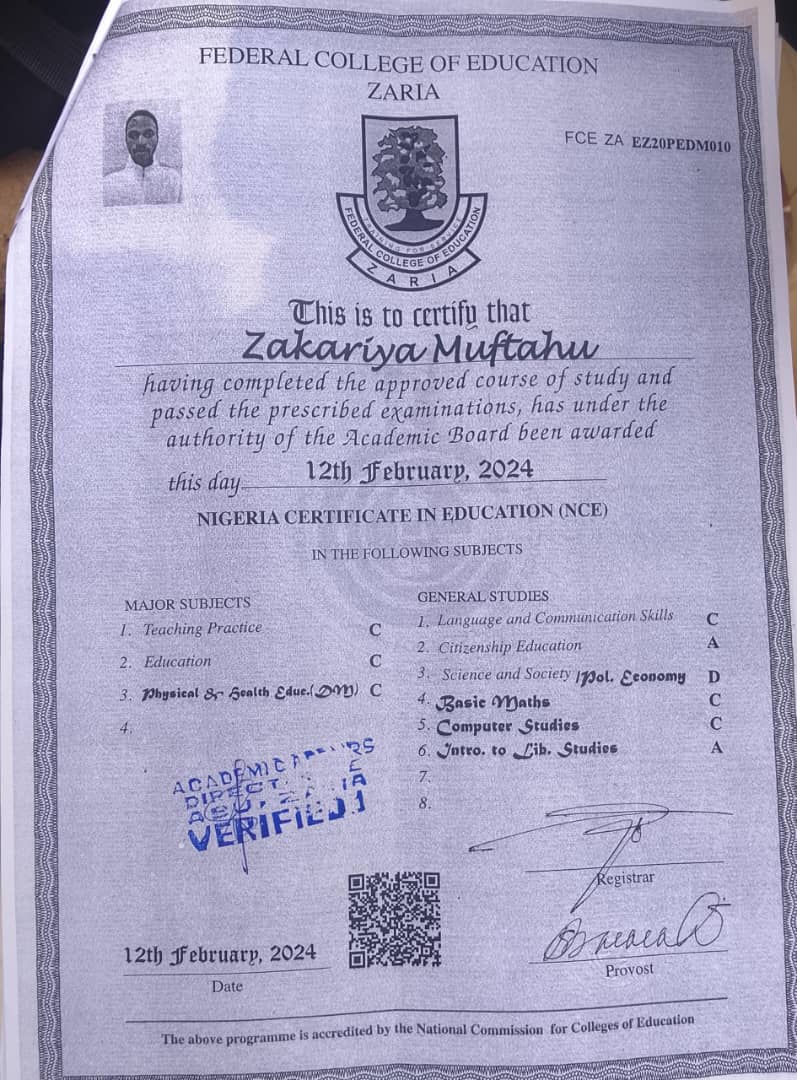 FEDERAL COLLEGE OF EDUCATION
ZARIA
FCE ZA EZ20PEDM010
TRAINING FOR SERVICE
FEDERAL COLLEGE OF EDUCATION
ZARIA
This is to certify that
Zakariya Muftahu
having completed the approved course of study and
passed the prescribed examinations, has under the
authority of the Academic Board been awarded
this day 12th February, 2024
NIGERIA CERTIFICATE IN EDUCATION (NCE)
IN THE FOLLOWING SUBJECTS
MAJOR SUBJECTS
1. Teaching Practice C
2. Education C
3. Physical & Health Educ.(DM) C
4.
GENERAL STUDIES
1. Language and Communication Skills C
2. Citizenship Education A
3. Science and Society /Pol. Economy D
4. Basic Maths C
5. Computer Studies C
6. Intro. to Lib. Studies A
7.
8.
ACADEMIC
VERIFIED 1
Registrar
Provost
12th February, 2024
Date
The above programme is accredited by the National Commission for Colleges of Education